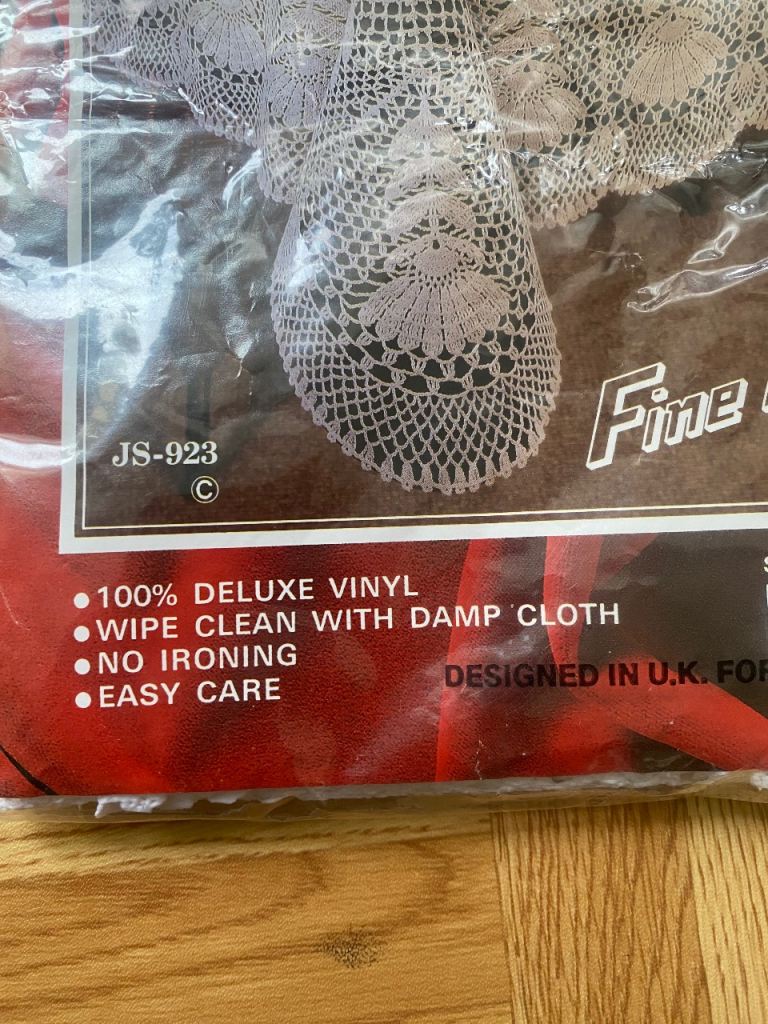 Fine
JS-923
©
• 100% DELUXE VINYL
• WIPE CLEAN WITH DAMP CLOTH
• NO IRONING
• EASY CARE
DESIGNED IN U.K. FOR